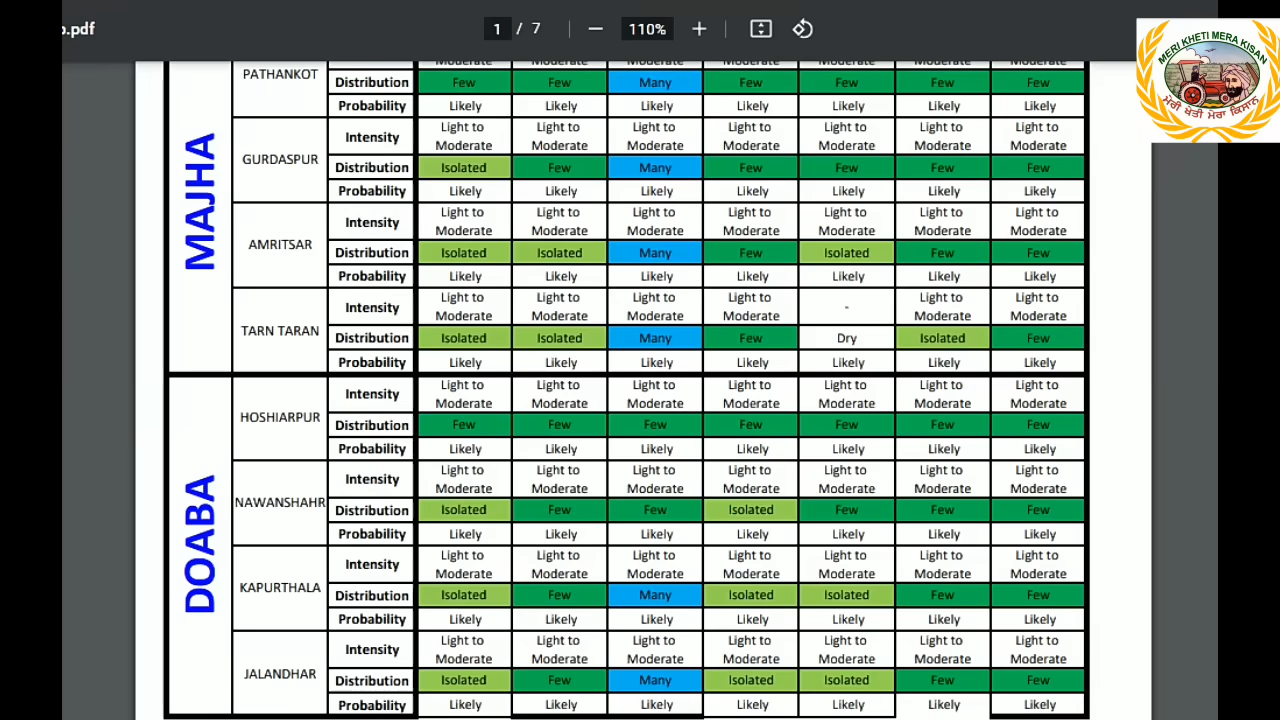 o.pdf
1 / 7
110%
MERI KHETI MERA KISAN
ਮੇਰੀ ਖੇਤੀ ਮੇਰਾ ਕਿਸਾਨ
MAJHA
PATHANKOT
Moderate Moderate Moderate Moderate Moderate Moderate Moderate
Distribution Few Few Many Few Few Few Few
Probability Likely Likely Likely Likely Likely Likely Likely
GURDASPUR
Intensity Light to Moderate Light to Moderate Light to Moderate Light to Moderate Light to Moderate Light to Moderate Light to Moderate
Distribution Isolated Few Many Few Few Few Few
Probability Likely Likely Likely Likely Likely Likely Likely
AMRITSAR
Intensity Light to Moderate Light to Moderate Light to Moderate Light to Moderate Light to Moderate Light to Moderate Light to Moderate
Distribution Isolated Isolated Many Few Isolated Few Few
Probability Likely Likely Likely Likely Likely Likely Likely
TARN TARAN
Intensity Light to Moderate Light to Moderate Light to Moderate Light to Moderate - Light to Moderate Light to Moderate
Distribution Isolated Isolated Many Few Dry Isolated Few
Probability Likely Likely Likely Likely Likely Likely Likely
DOABA
HOSHIARPUR
Intensity Light to Moderate Light to Moderate Light to Moderate Light to Moderate Light to Moderate Light to Moderate Light to Moderate
Distribution Few Few Few Few Few Few Few
Probability Likely Likely Likely Likely Likely Likely Likely
NAWANSHAHR
Intensity Light to Moderate Light to Moderate Light to Moderate Light to Moderate Light to Moderate Light to Moderate Light to Moderate
Distribution Isolated Few Few Isolated Few Few Few
Probability Likely Likely Likely Likely Likely Likely Likely
KAPURTHALA
Intensity Light to Moderate Light to Moderate Light to Moderate Light to Moderate Light to Moderate Light to Moderate Light to Moderate
Distribution Isolated Few Many Isolated Isolated Few Few
Probability Likely Likely Likely Likely Likely Likely Likely
JALANDHAR
Intensity Light to Moderate Light to Moderate Light to Moderate Light to Moderate Light to Moderate Light to Moderate Light to Moderate
Distribution Isolated Few Many Isolated Isolated Few Few
Probability Likely Likely Likely Likely Likely Likely Likely